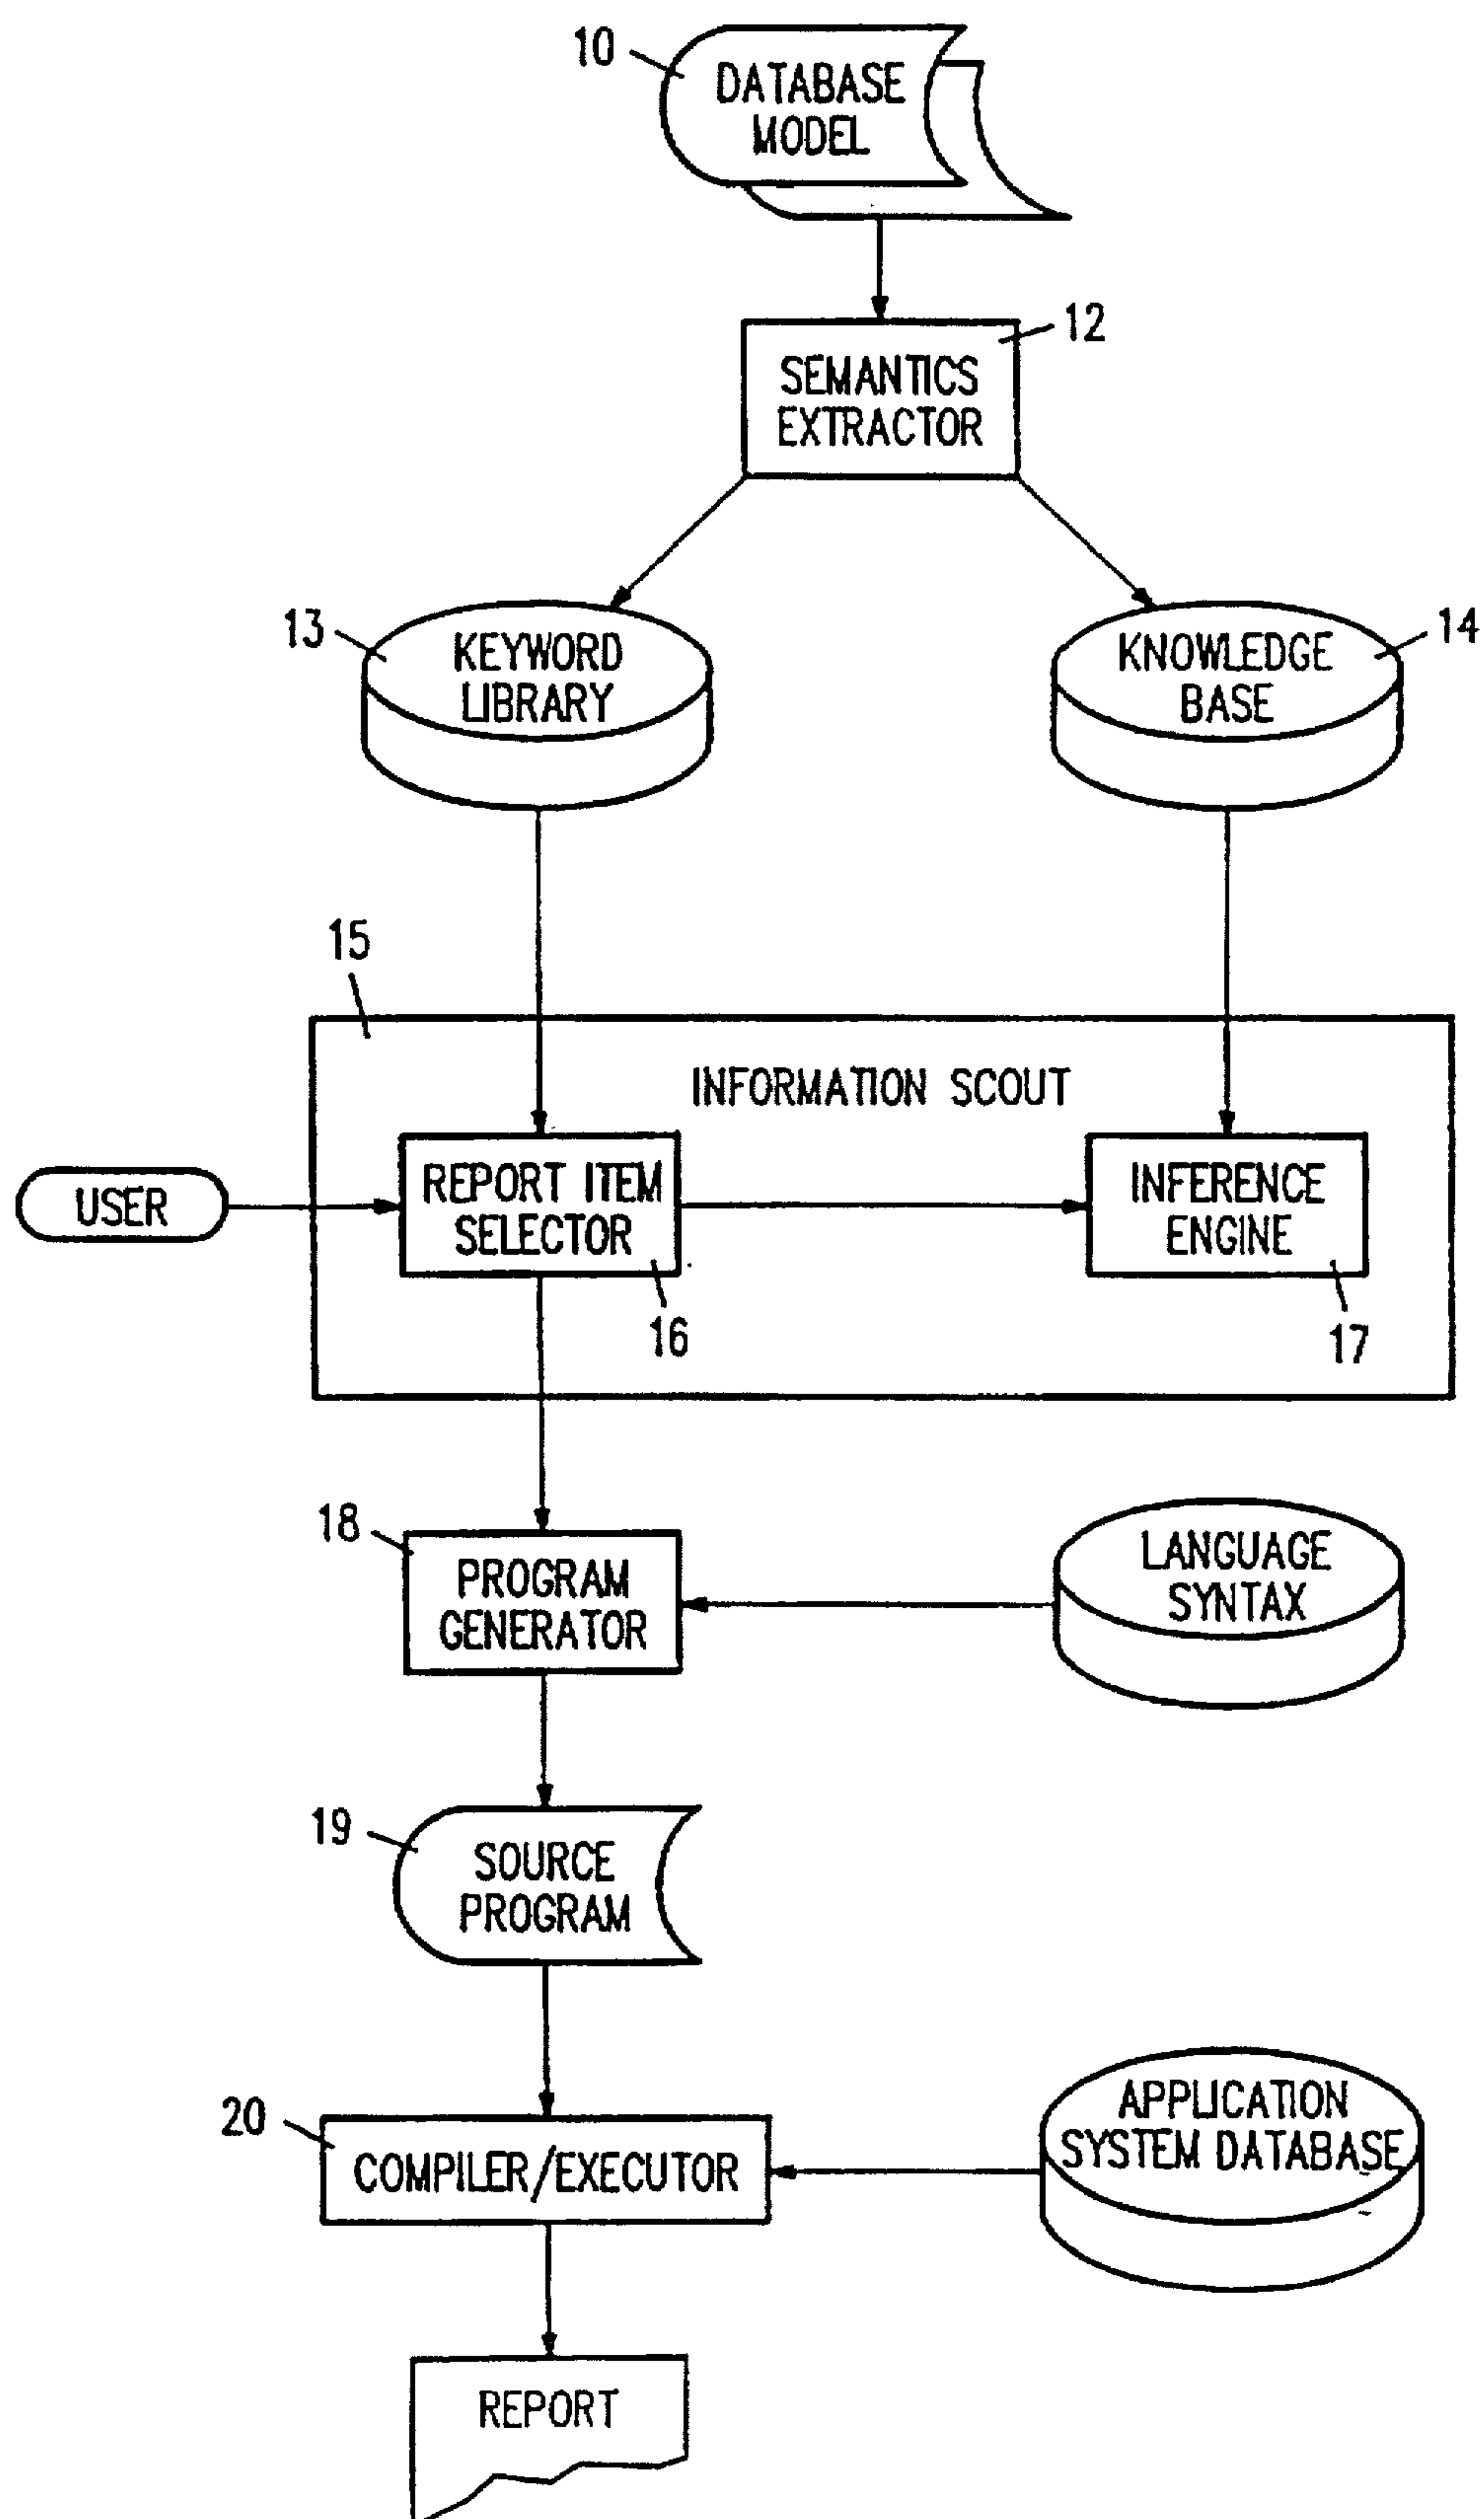 10
DATABASE
MODEL
12
SEMANTICS
EXTRACTOR
13
KEYWORD
LIBRARY
14
KNOWLEDGE
BASE
15
INFORMATION SCOUT
USER
REPORT ITEM
SELECTOR
16
INFERENCE
ENGINE
17
18
PROGRAM
GENERATOR
LANGUAGE
SYNTAX
19
SOURCE
PROGRAM
20
COMPILER/EXECUTOR
APPLICATION
SYSTEM DATABASE
REPORT